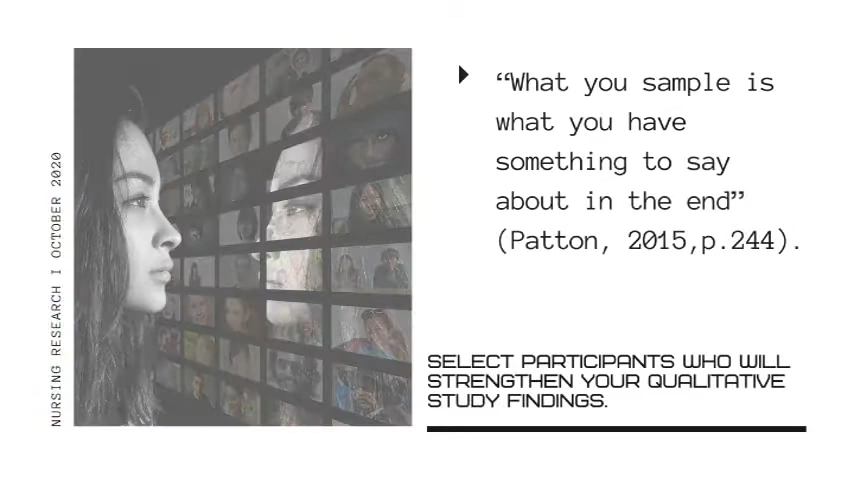 NURSING RESEARCH I OCTOBER 2020
“What you sample is
what you have
something to say
about in the end”
(Patton, 2015,p.244).
SELECT PARTICIPANTS WHO WILL
STRENGTHEN YOUR QUALITATIVE
STUDY FINDINGS.